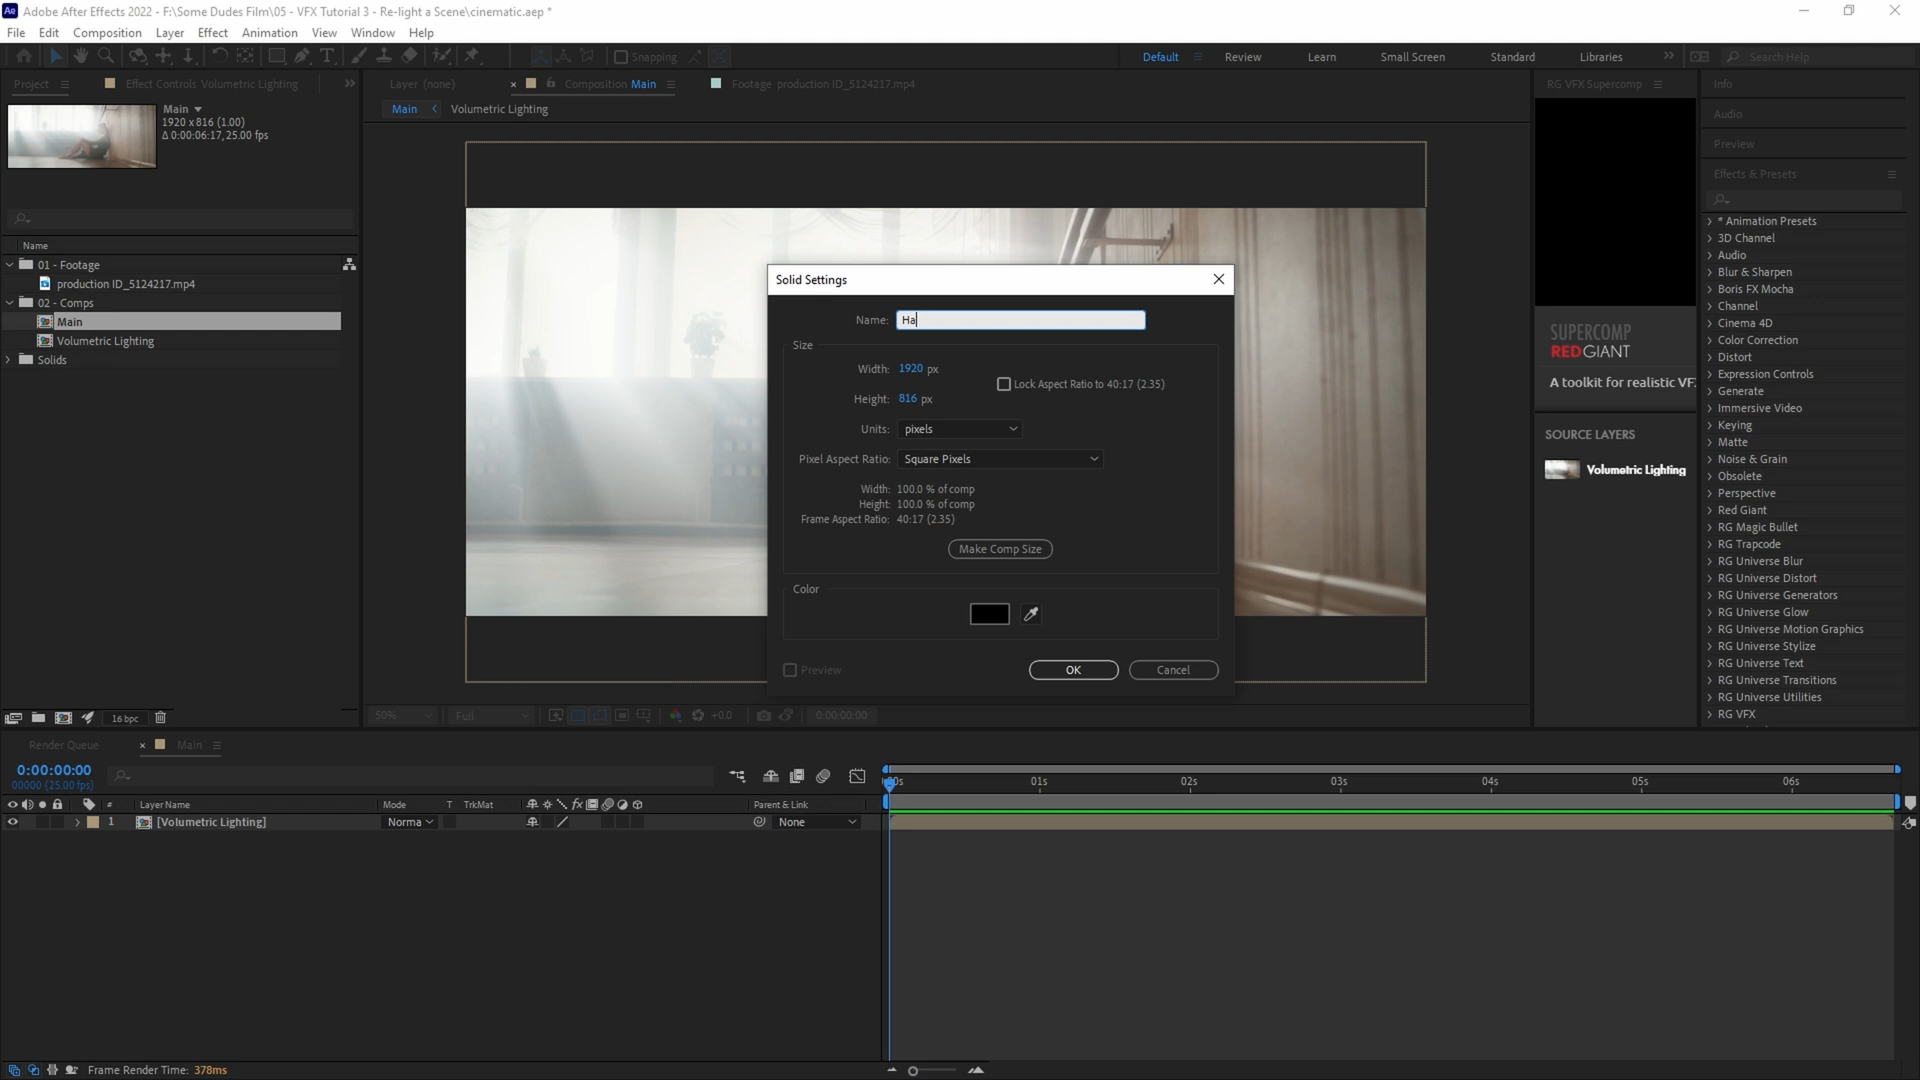 Adobe After Effects 2022 - F:\Some Dudes Film\05 - VFX Tutorial 3 - Re-light a Scene\cinematic.aep *
File Edit Composition Layer Effect Animation View Window Help
Snapping
Default Review Learn Small Screen Standard Libraries Search Help
Project Effect Controls Volumetric Lighting
Layer (none) Composition Main Footage production ID_5124217.mp4
Main Volumetric Lighting
Main
1920 x 816 (1.00)
Δ 0:00:06:17, 25.00 fps
Name
01 - Footage
production ID_5124217.mp4
02 - Comps
Main
Volumetric Lighting
Solids
16 bpc
Solid Settings
Name: Ha
Size
Width: 1920 px
Lock Aspect Ratio to 40:17 (2.35)
Height: 816 px
Units: pixels
Pixel Aspect Ratio: Square Pixels
Width: 100.0 % of comp
Height: 100.0 % of comp
Frame Aspect Ratio: 40:17 (2.35)
Make Comp Size
Color
Preview OK Cancel
50% Full +0.0 0:00:00:00
RG VFX Supercomp
SUPERCOMP
REDGIANT
A toolkit for realistic VF
SOURCE LAYERS
Volumetric Lighting
Info
Audio
Preview
Effects & Presets
* Animation Presets
3D Channel
Audio
Blur & Sharpen
Boris FX Mocha
Channel
Cinema 4D
Color Correction
Distort
Expression Controls
Generate
Immersive Video
Keying
Matte
Noise & Grain
Obsolete
Perspective
Red Giant
RG Magic Bullet
RG Trapcode
RG Universe Blur
RG Universe Distort
RG Universe Generators
RG Universe Glow
RG Universe Motion Graphics
RG Universe Stylize
RG Universe Text
RG Universe Transitions
RG Universe Utilities
RG VFX
Render Queue Main
0:00:00:00
00000 (25.00 fps)
00s 01s 02s 03s 04s 05s 06s
# Layer Name Mode T TrkMat Parent & Link
1 [Volumetric Lighting] Norma None
Frame Render Time: 378ms